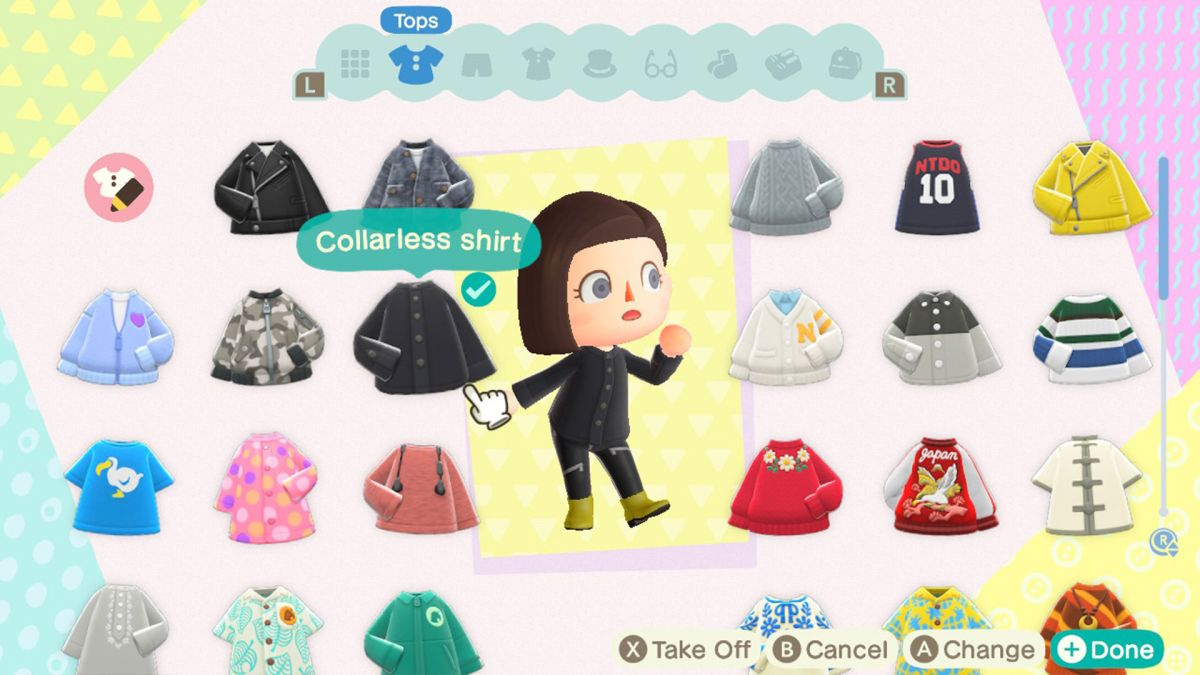 Tops
L
R
NTDO
10
Collarless shirt
N
Japan
R
X Take Off
B Cancel
A Change
+ Done